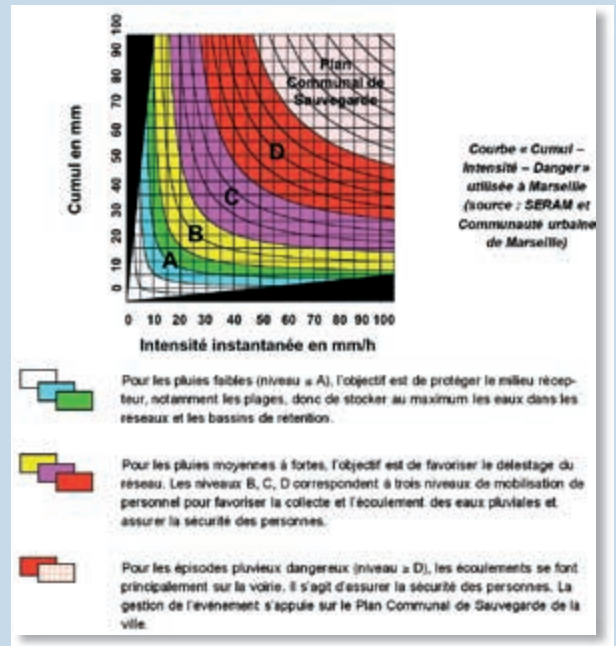 100
90
80
70
60
50
40
30
20
10
0
Cumul en mm
Plan
Communal de
Sauvegarde
D
C
B
A
0 10 20 30 40 50 60 70 80 90 100
Intensité instantanée en mm/h
Courbe « Cumul –
Intensité – Danger »
utilisée à Marseille
(source : SERAM et
Communauté urbaine
de Marseille)
Pour les pluies faibles (niveau ≤ A), l'objectif est de protéger le milieu récep-
teur, notamment les plages, donc de stocker au maximum les eaux dans les
réseaux et les bassins de retention.
Pour les pluies moyennes à fortes, l'objectif est de favoriser le délestage du
réseau. Les niveaux B, C, D correspondent à trois niveaux de mobilisation de
personnel pour favoriser la collecte et l'écoulement des eaux pluviales et
assurer la sécurité des personnes.
Pour les épisodes pluvieux dangereux (niveau ≥ D), les écoulements se font
principalement sur la voirie, il s'agit d'assurer la sécurité des personnes. La
gestion de l'événement s'appuie sur le Plan Communal de Sauvegarde de la
ville.